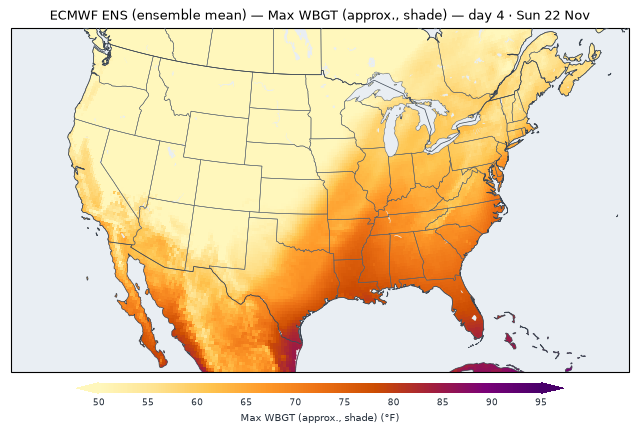 ECMWF ENS (ensemble mean) — Max WBGT (approx., shade) — day 4 · Sun 22 Nov
50 55 60 65 70 75 80 85 90 95
Max WBGT (approx., shade) (°F)